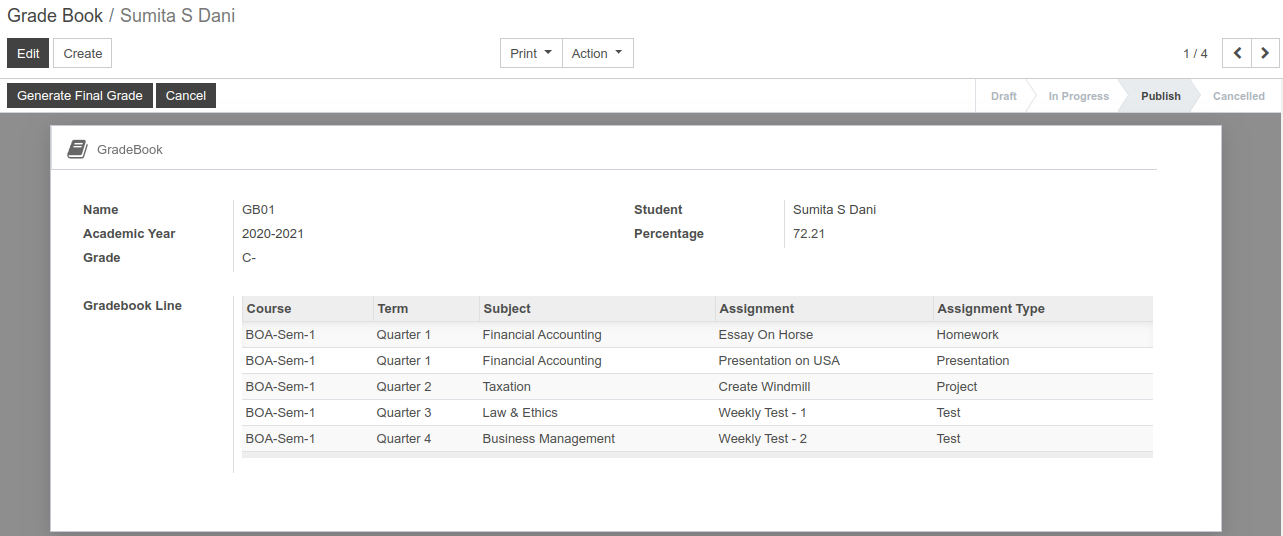 Grade Book / Sumita S Dani
Edit Create Print Action 1 / 4
Generate Final Grade Cancel Draft In Progress Publish Cancelled
GradeBook
Name GB01 Student Sumita S Dani
Academic Year 2020-2021 Percentage 72.21
Grade C-
Gradebook Line Course Term Subject Assignment Assignment Type
BOA-Sem-1 Quarter 1 Financial Accounting Essay On Horse Homework
BOA-Sem-1 Quarter 1 Financial Accounting Presentation on USA Presentation
BOA-Sem-1 Quarter 2 Taxation Create Windmill Project
BOA-Sem-1 Quarter 3 Law & Ethics Weekly Test - 1 Test
BOA-Sem-1 Quarter 4 Business Management Weekly Test - 2 Test